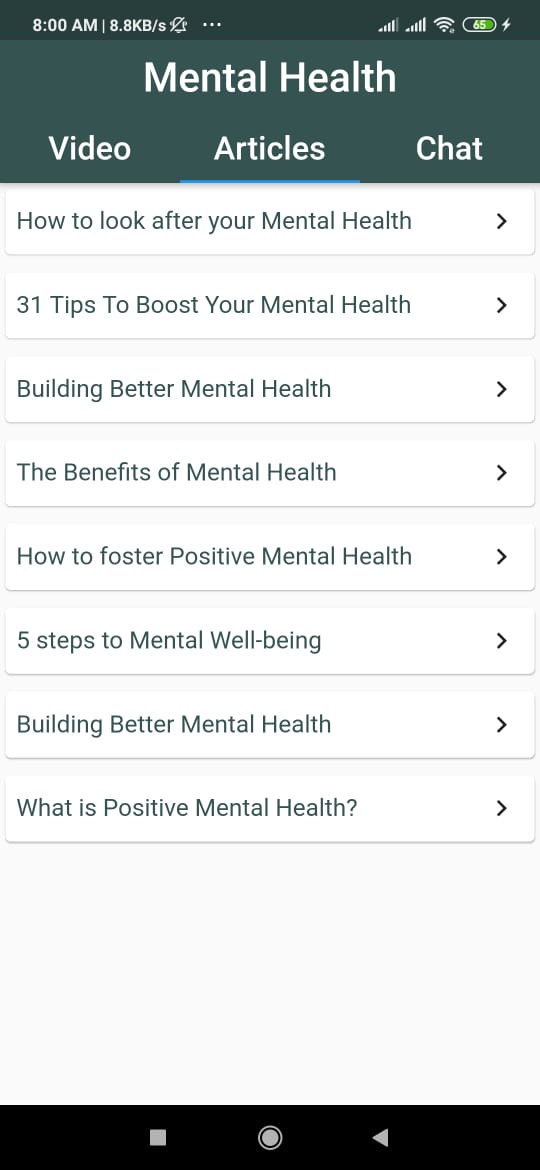 8:00 AM | 8.8KB/s ... 65
Mental Health
Video Articles Chat
How to look after your Mental Health
31 Tips To Boost Your Mental Health
Building Better Mental Health
The Benefits of Mental Health
How to foster Positive Mental Health
5 steps to Mental Well-being
Building Better Mental Health
What is Positive Mental Health?